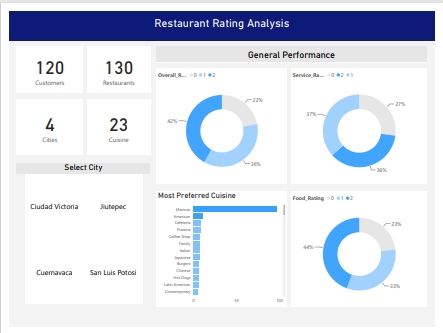 Restaurant Rating Analysis
120
Customers
130
Restaurants
4
Cities
23
Cuisine
Select City
Ciudad Victoria
Jiutepec
Cuernavaca
San Luis Potosi
General Performance
Overall_R... 0 1 2
22%
36%
42%
Service_Ra... 0 2 1
27%
36%
37%
Most Preferred Cuisine
Mexican
American
Cafeteria
Pizzeria
Coffee Shop
Family
Italian
Japanese
Burgers
Chinese
Hot Dogs
Latin American
Contemporary
0 50 100
Food_Rating 0 1 2
23%
33%
44%